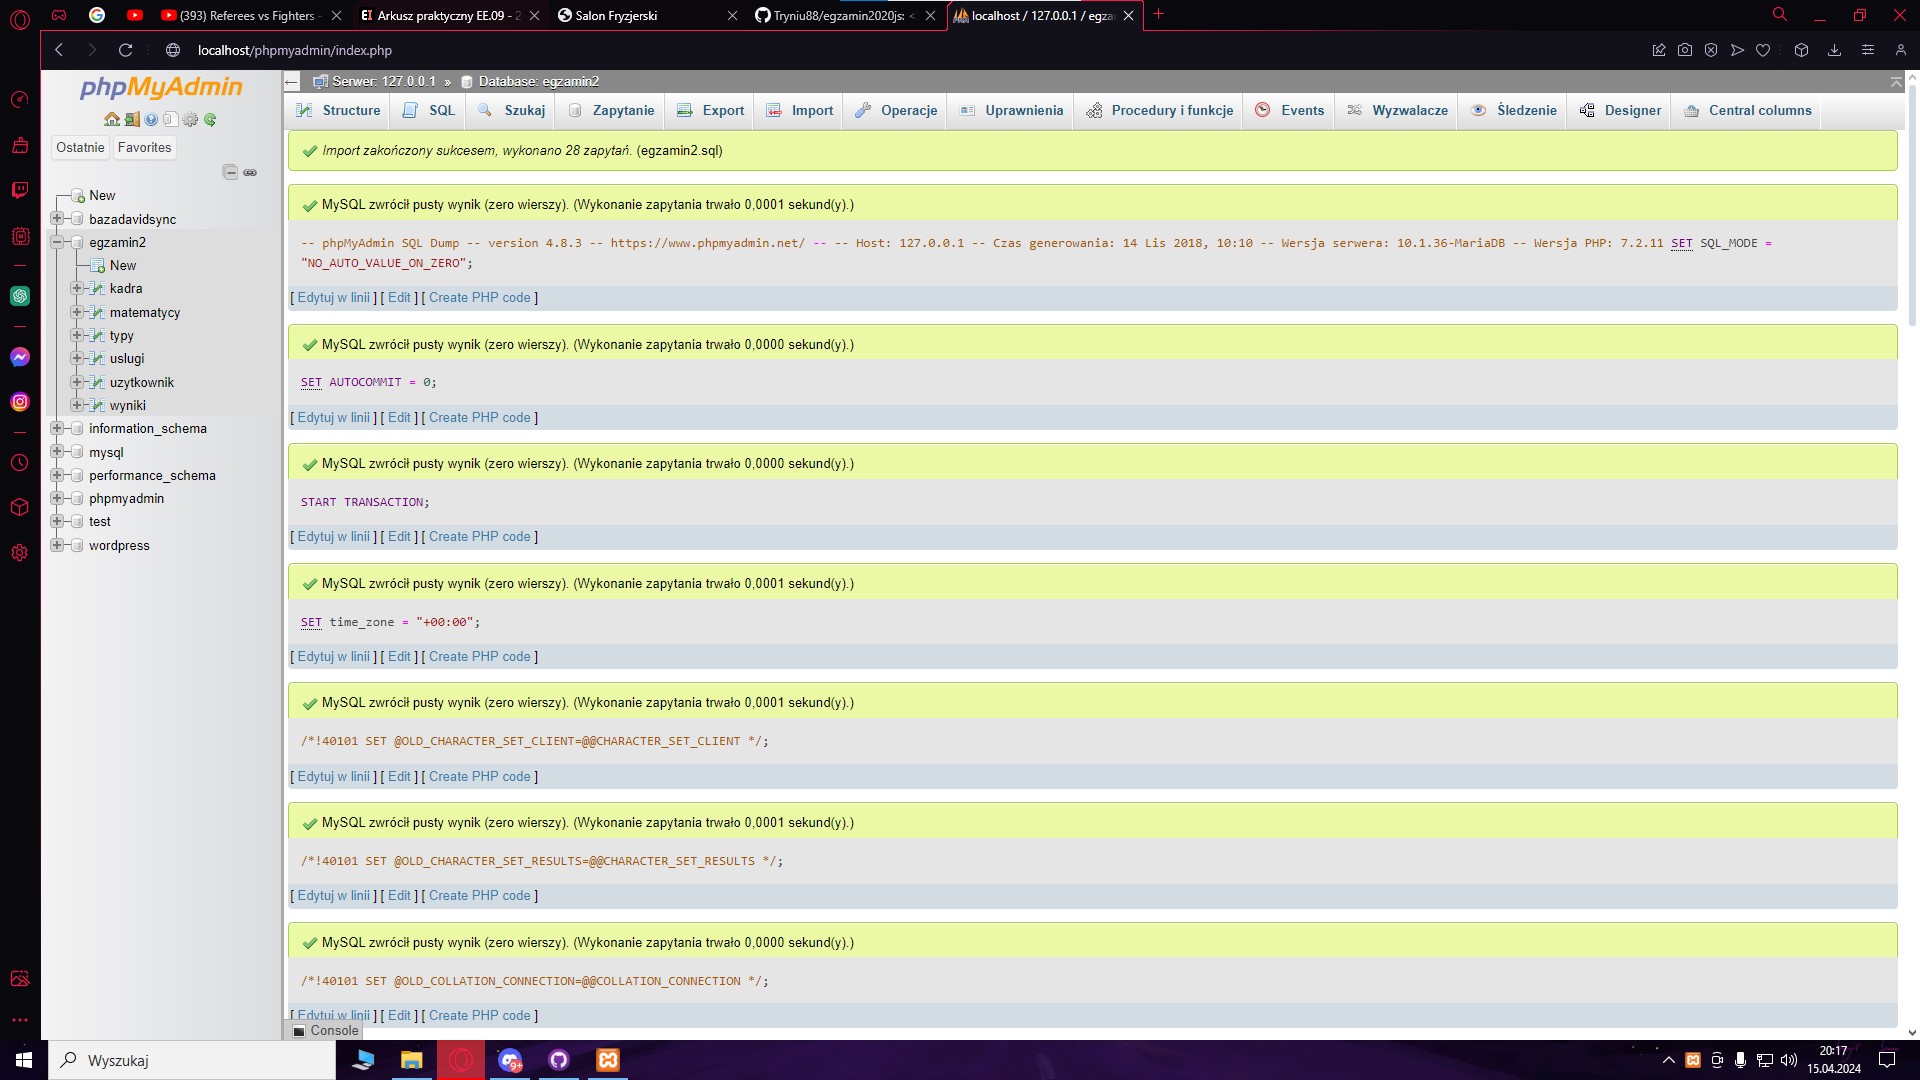 (393) Referees vs Fighters -
Arkusz praktyczny EE.09 - 2
Salon Fryzjerski
Tryniu88/egzamin2020js: <
localhost / 127.0.0.1 / egza
localhost/phpmyadmin/index.php
phpMyAdmin
Ostatnie
Favorites
New
bazadavidsync
egzamin2
New
kadra
matematycy
typy
uslugi
uzytkownik
wyniki
information_schema
mysql
performance_schema
phpmyadmin
test
wordpress
Serwer: 127.0.0.1 » Database: egzamin2
Structure
SQL
Szukaj
Zapytanie
Export
Import
Operacje
Uprawnienia
Procedury i funkcje
Events
Wyzwalacze
Śledzenie
Designer
Central columns
Import zakończony sukcesem, wykonano 28 zapytań. (egzamin2.sql)
MySQL zwrócił pusty wynik (zero wierszy). (Wykonanie zapytania trwało 0,0001 sekund(y).)
-- phpMyAdmin SQL Dump -- version 4.8.3 -- https://www.phpmyadmin.net/ -- -- Host: 127.0.0.1 -- Czas generowania: 14 Lis 2018, 10:10 -- Wersja serwera: 10.1.36-MariaDB -- Wersja PHP: 7.2.11 SET SQL_MODE =
"NO_AUTO_VALUE_ON_ZERO";
[ Edytuj w linii ] [ Edit ] [ Create PHP code ]
MySQL zwrócił pusty wynik (zero wierszy). (Wykonanie zapytania trwało 0,0000 sekund(y).)
SET AUTOCOMMIT = 0;
[ Edytuj w linii ] [ Edit ] [ Create PHP code ]
MySQL zwrócił pusty wynik (zero wierszy). (Wykonanie zapytania trwało 0,0000 sekund(y).)
START TRANSACTION;
[ Edytuj w linii ] [ Edit ] [ Create PHP code ]
MySQL zwrócił pusty wynik (zero wierszy). (Wykonanie zapytania trwało 0,0001 sekund(y).)
SET time_zone = "+00:00";
[ Edytuj w linii ] [ Edit ] [ Create PHP code ]
MySQL zwrócił pusty wynik (zero wierszy). (Wykonanie zapytania trwało 0,0001 sekund(y).)
/*!40101 SET @OLD_CHARACTER_SET_CLIENT=@@CHARACTER_SET_CLIENT */;
[ Edytuj w linii ] [ Edit ] [ Create PHP code ]
MySQL zwrócił pusty wynik (zero wierszy). (Wykonanie zapytania trwało 0,0001 sekund(y).)
/*!40101 SET @OLD_CHARACTER_SET_RESULTS=@@CHARACTER_SET_RESULTS */;
[ Edytuj w linii ] [ Edit ] [ Create PHP code ]
MySQL zwrócił pusty wynik (zero wierszy). (Wykonanie zapytania trwało 0,0000 sekund(y).)
/*!40101 SET @OLD_COLLATION_CONNECTION=@@COLLATION_CONNECTION */;
[ Edytuj w linii ] [ Edit ] [ Create PHP code ]
Console
Wyszukaj
9+
20:17
15.04.2024